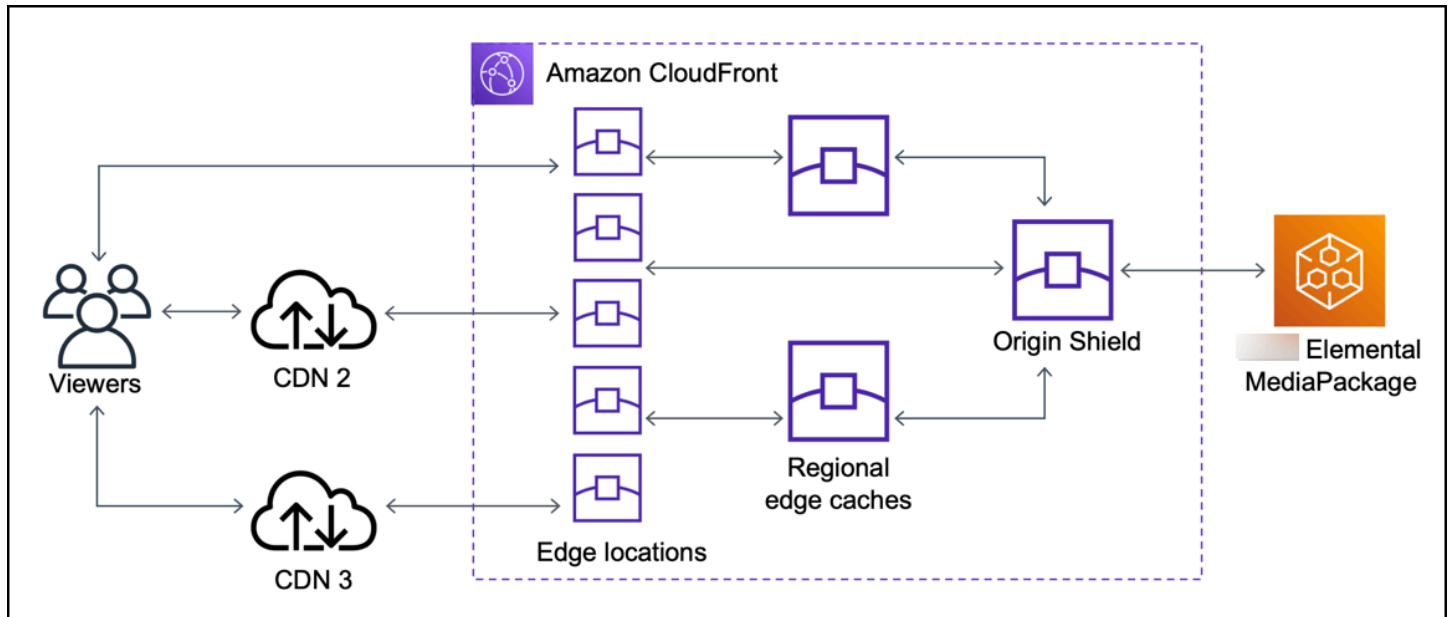 Amazon CloudFront
Viewers
CDN 2
CDN 3
Edge locations
Regional
edge caches
Origin Shield
Elemental
MediaPackage